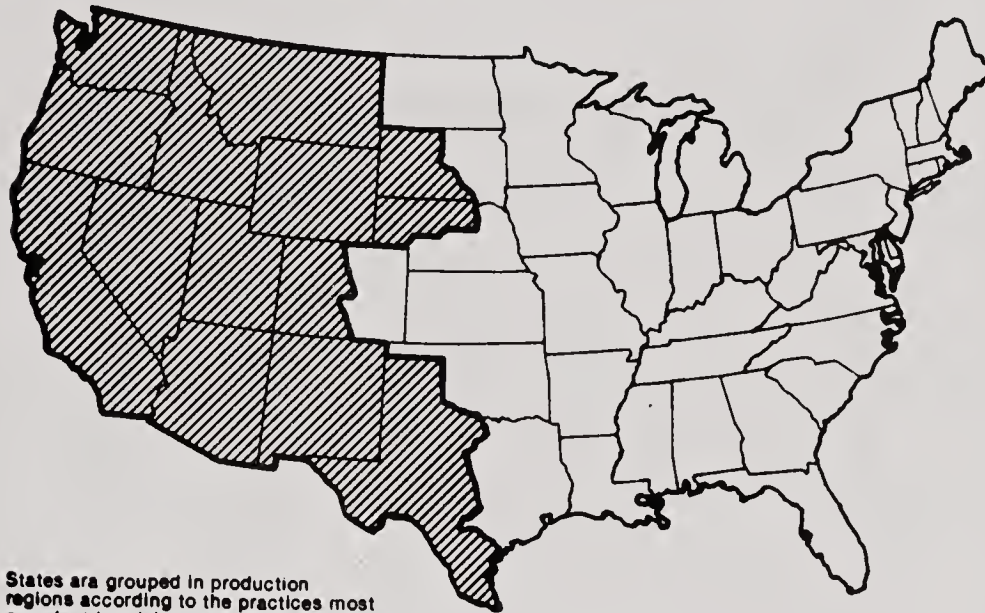 States ara grouped in production
regions according to the practices most